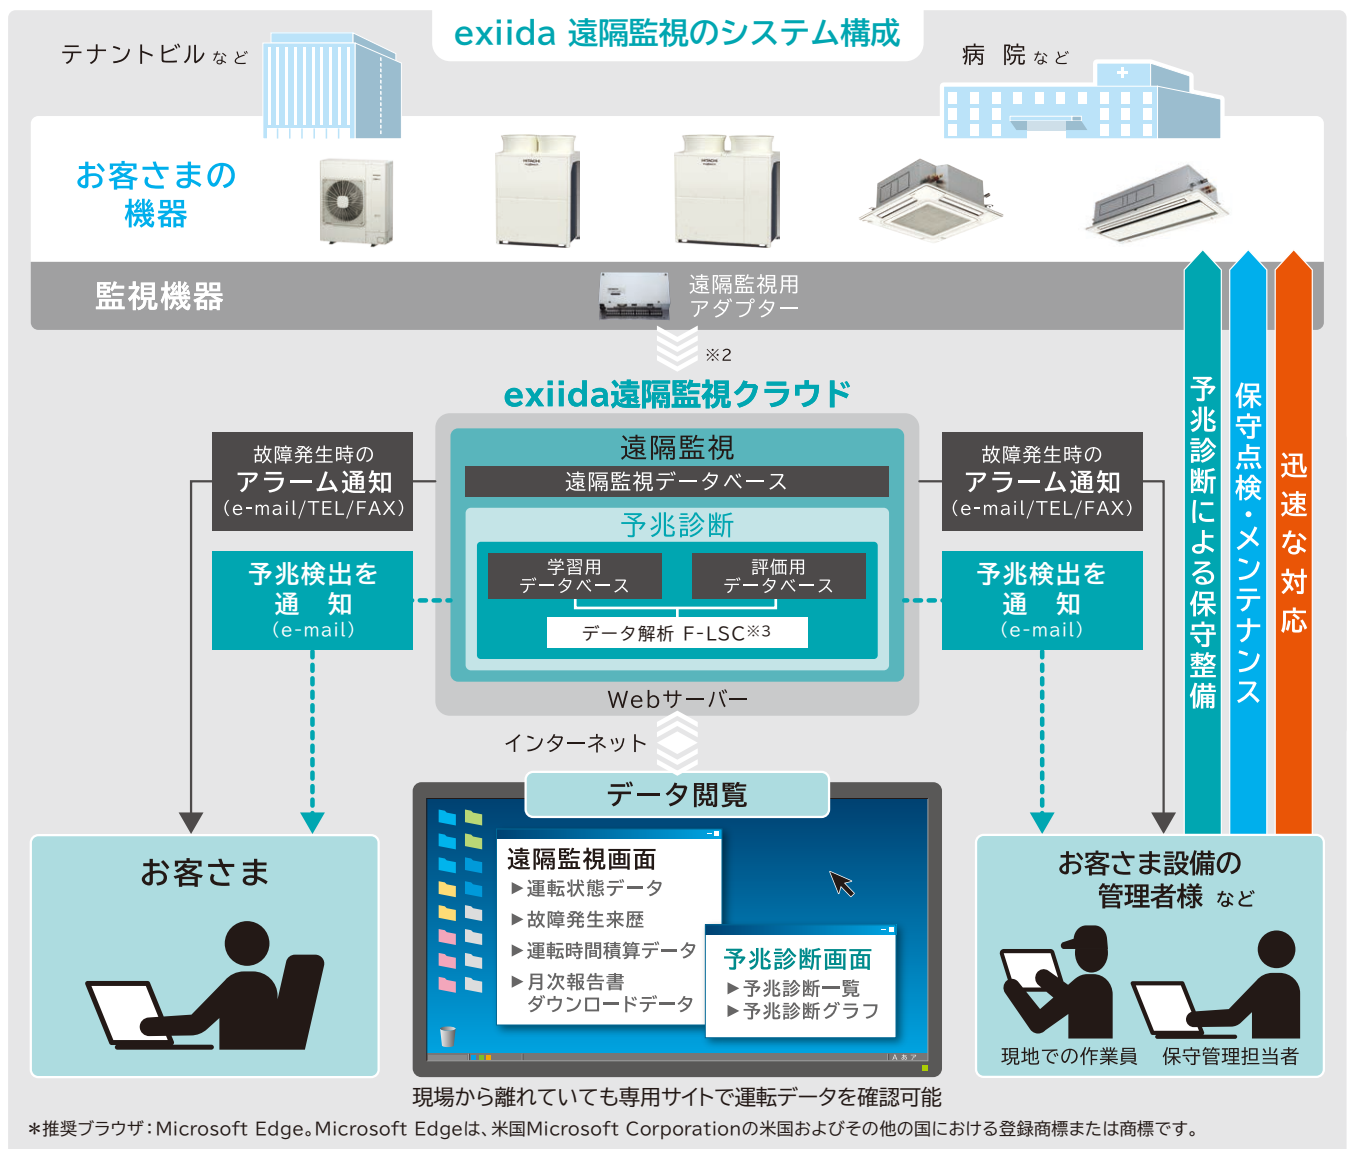 exiida 遠隔監視のシステム構成
テナントビル など
病 院 など
お客さまの
機器
HITACHI
HITACHI
監視機器
遠隔監視用
アダプター
※2
exiida遠隔監視クラウド
遠隔監視
遠隔監視データベース
予兆診断
学習用
データベース
評価用
データベース
データ解析 F-LSC※3
Webサーバー
故障発生時の
アラーム通知
(e-mail/TEL/FAX)
予兆検出を
通 知
(e-mail)
故障発生時の
アラーム通知
(e-mail/TEL/FAX)
予兆検出を
通 知
(e-mail)
予兆診断による保守整備
保守点検・メンテナンス
迅速な対応
インターネット
データ閲覧
遠隔監視画面
▶運転状態データ
▶故障発生来歴
▶運転時間積算データ
▶月次報告書
ダウンロードデータ
予兆診断画面
▶予兆診断一覧
▶予兆診断グラフ
A あ ア
お客さま
お客さま設備の
管理者様 など
現地での作業員
保守管理担当者
現場から離れていても専用サイトで運転データを確認可能
*推奨ブラウザ:Microsoft Edge。Microsoft Edgeは、米国Microsoft Corporationの米国およびその他の国における登録商標または商標です。